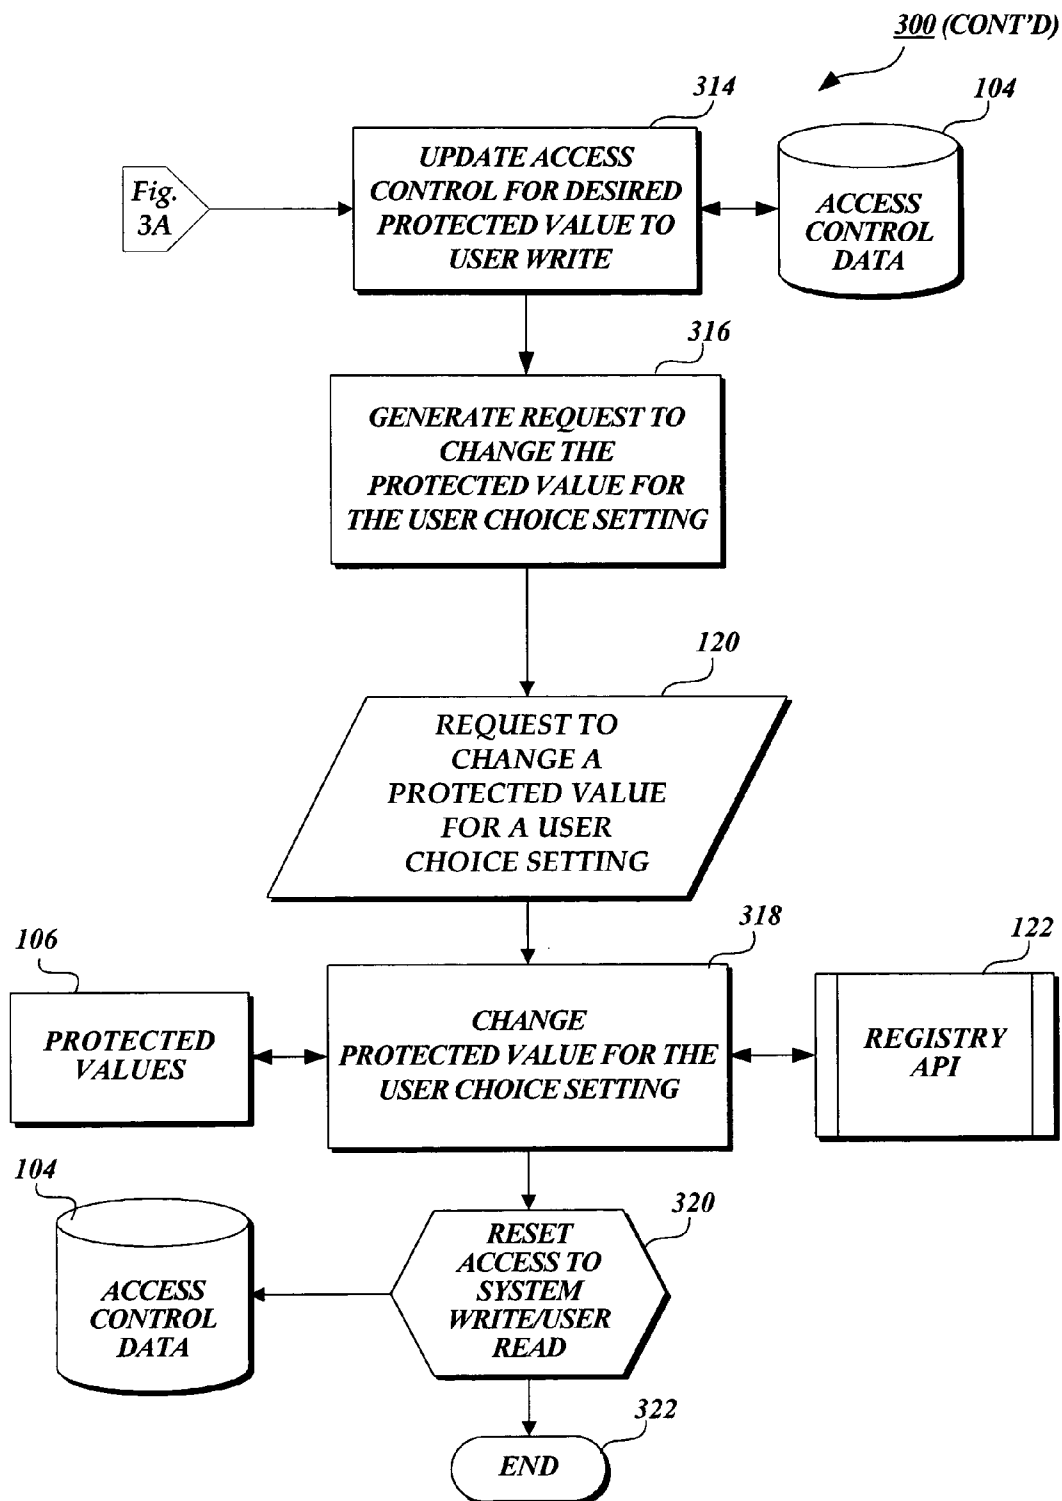 300 (CONT'D)
314
104
Fig.
3A
UPDATE ACCESS
CONTROL FOR DESIRED
PROTECTED VALUE TO
USER WRITE
ACCESS
CONTROL
DATA
316
GENERATE REQUEST TO
CHANGE THE
PROTECTED VALUE FOR
THE USER CHOICE SETTING
120
REQUEST TO
CHANGE A
PROTECTED VALUE
FOR A USER
CHOICE SETTING
106
318
122
PROTECTED
VALUES
CHANGE
PROTECTED VALUE FOR THE
USER CHOICE SETTING
REGISTRY
API
104
320
ACCESS
CONTROL
DATA
RESET
ACCESS TO
SYSTEM
WRITE/USER
READ
322
END